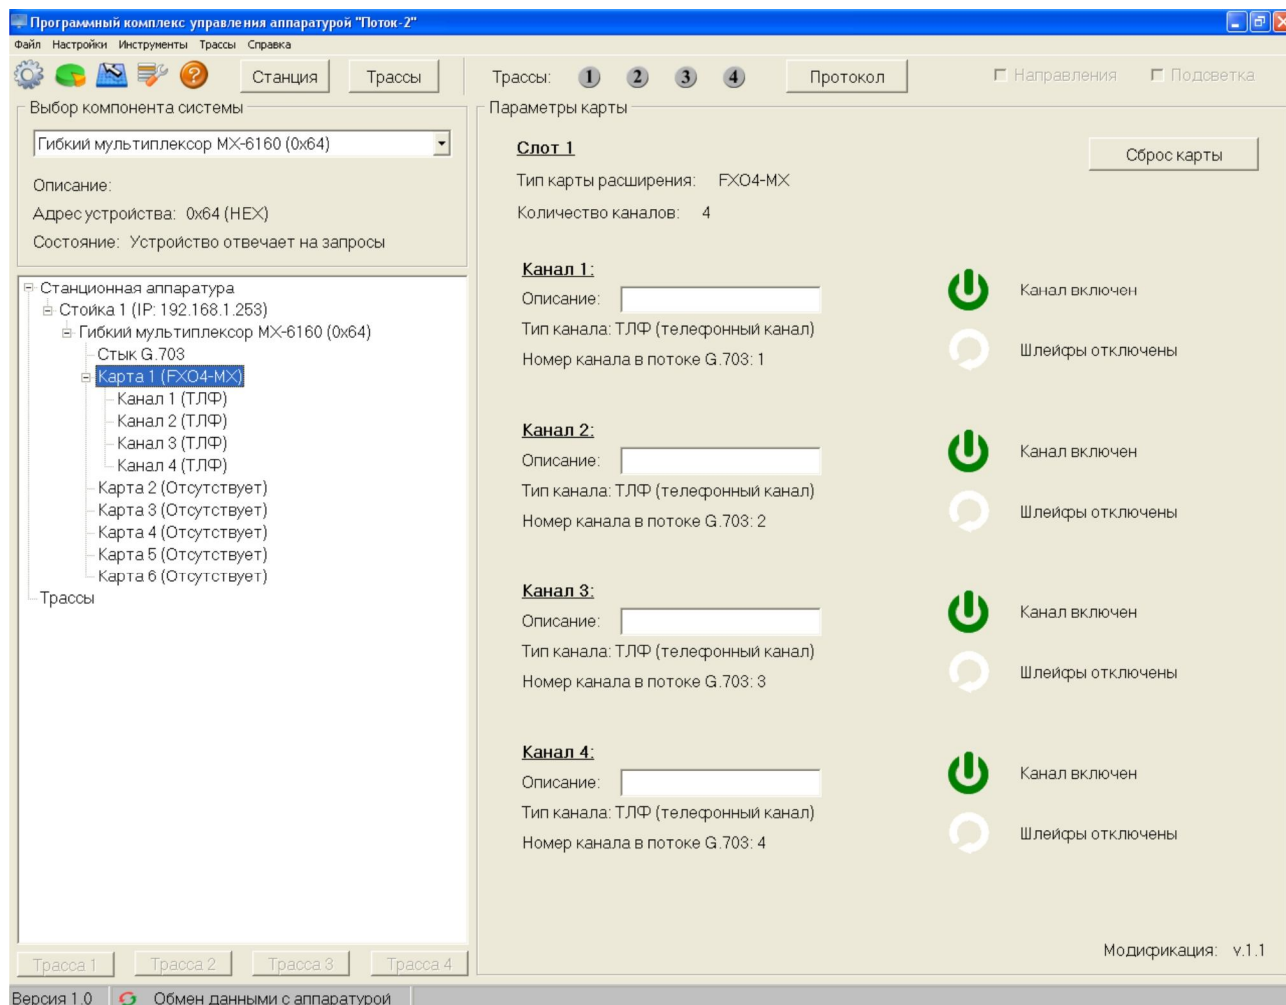 Программный комплекс управления аппаратурой "Поток-2"
Файл Настройки Инструменты Трассы Справка
Станция Трассы Трассы: 1 2 3 4 Протокол Направления Подсветка
Выбор компонента системы
Гибкий мультиплексор MX-6160 (0x64)
Описание:
Адрес устройства: 0x64 (HEX)
Состояние: Устройство отвечает на запросы
Станционная аппаратура
Стойка 1 (IP: 192.168.1.253)
Гибкий мультиплексор MX-6160 (0x64)
Стык G.703
Карта 1 (FXO4-MX)
Канал 1 (ТЛФ)
Канал 2 (ТЛФ)
Канал 3 (ТЛФ)
Канал 4 (ТЛФ)
Карта 2 (Отсутствует)
Карта 3 (Отсутствует)
Карта 4 (Отсутствует)
Карта 5 (Отсутствует)
Карта 6 (Отсутствует)
Трассы
Трасса 1 Трасса 2 Трасса 3 Трасса 4
Параметры карты
Слот 1
Сброс карты
Тип карты расширения: FXO4-MX
Количество каналов: 4
Канал 1:
Канал включен
Описание:
Тип канала: ТЛФ (телефонный канал)
Шлейфы отключены
Номер канала в потоке G.703: 1
Канал 2:
Канал включен
Описание:
Тип канала: ТЛФ (телефонный канал)
Шлейфы отключены
Номер канала в потоке G.703: 2
Канал 3:
Канал включен
Описание:
Тип канала: ТЛФ (телефонный канал)
Шлейфы отключены
Номер канала в потоке G.703: 3
Канал 4:
Канал включен
Описание:
Тип канала: ТЛФ (телефонный канал)
Шлейфы отключены
Номер канала в потоке G.703: 4
Модификация: v.1.1
Версия 1.0 Обмен данными с аппаратурой